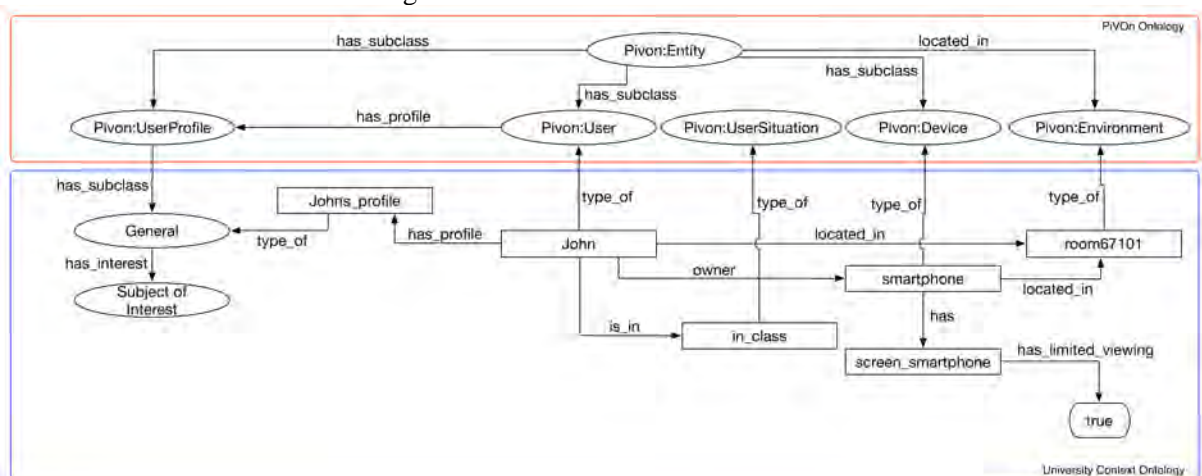 PiVOn Ontology
has_subclass
Pivon:Entity
located_in
has_subclass
has_subclass
Pivon:UserProfile
has_profile
Pivon:User
Pivon:UserSituation
Pivon:Device
Pivon:Environment
has_subclass
Johns_profile
type_of
type_of
type_of
type_of
General
type_of
has_profile
John
located_in
room67101
has_interest
owner
smartphone
located_in
Subject of
Interest
is_in
in_class
has
screen_smartphone
has_limited_viewing
true
University Context Ontology